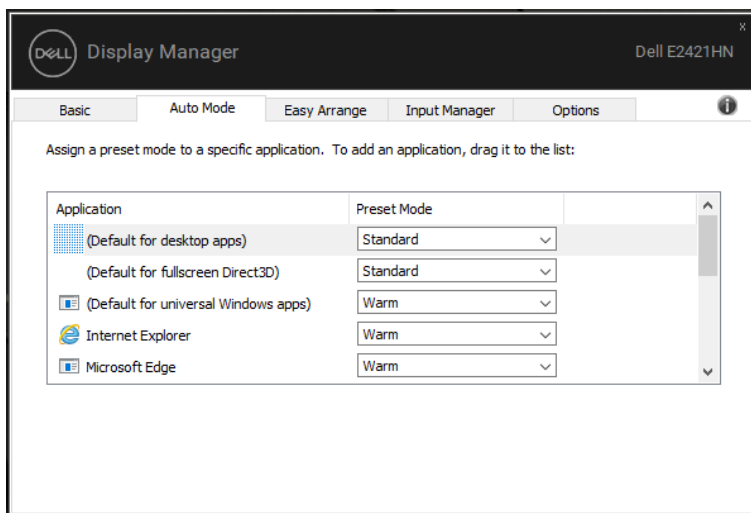 DELL Display Manager
x
Dell E2421HN
Basic Auto Mode Easy Arrange Input Manager Options
Assign a preset mode to a specific application. To add an application, drag it to the list:
Application Preset Mode
(Default for desktop apps) Standard
(Default for fullscreen Direct3D) Standard
(Default for universal Windows apps) Warm
Internet Explorer Warm
Microsoft Edge Warm